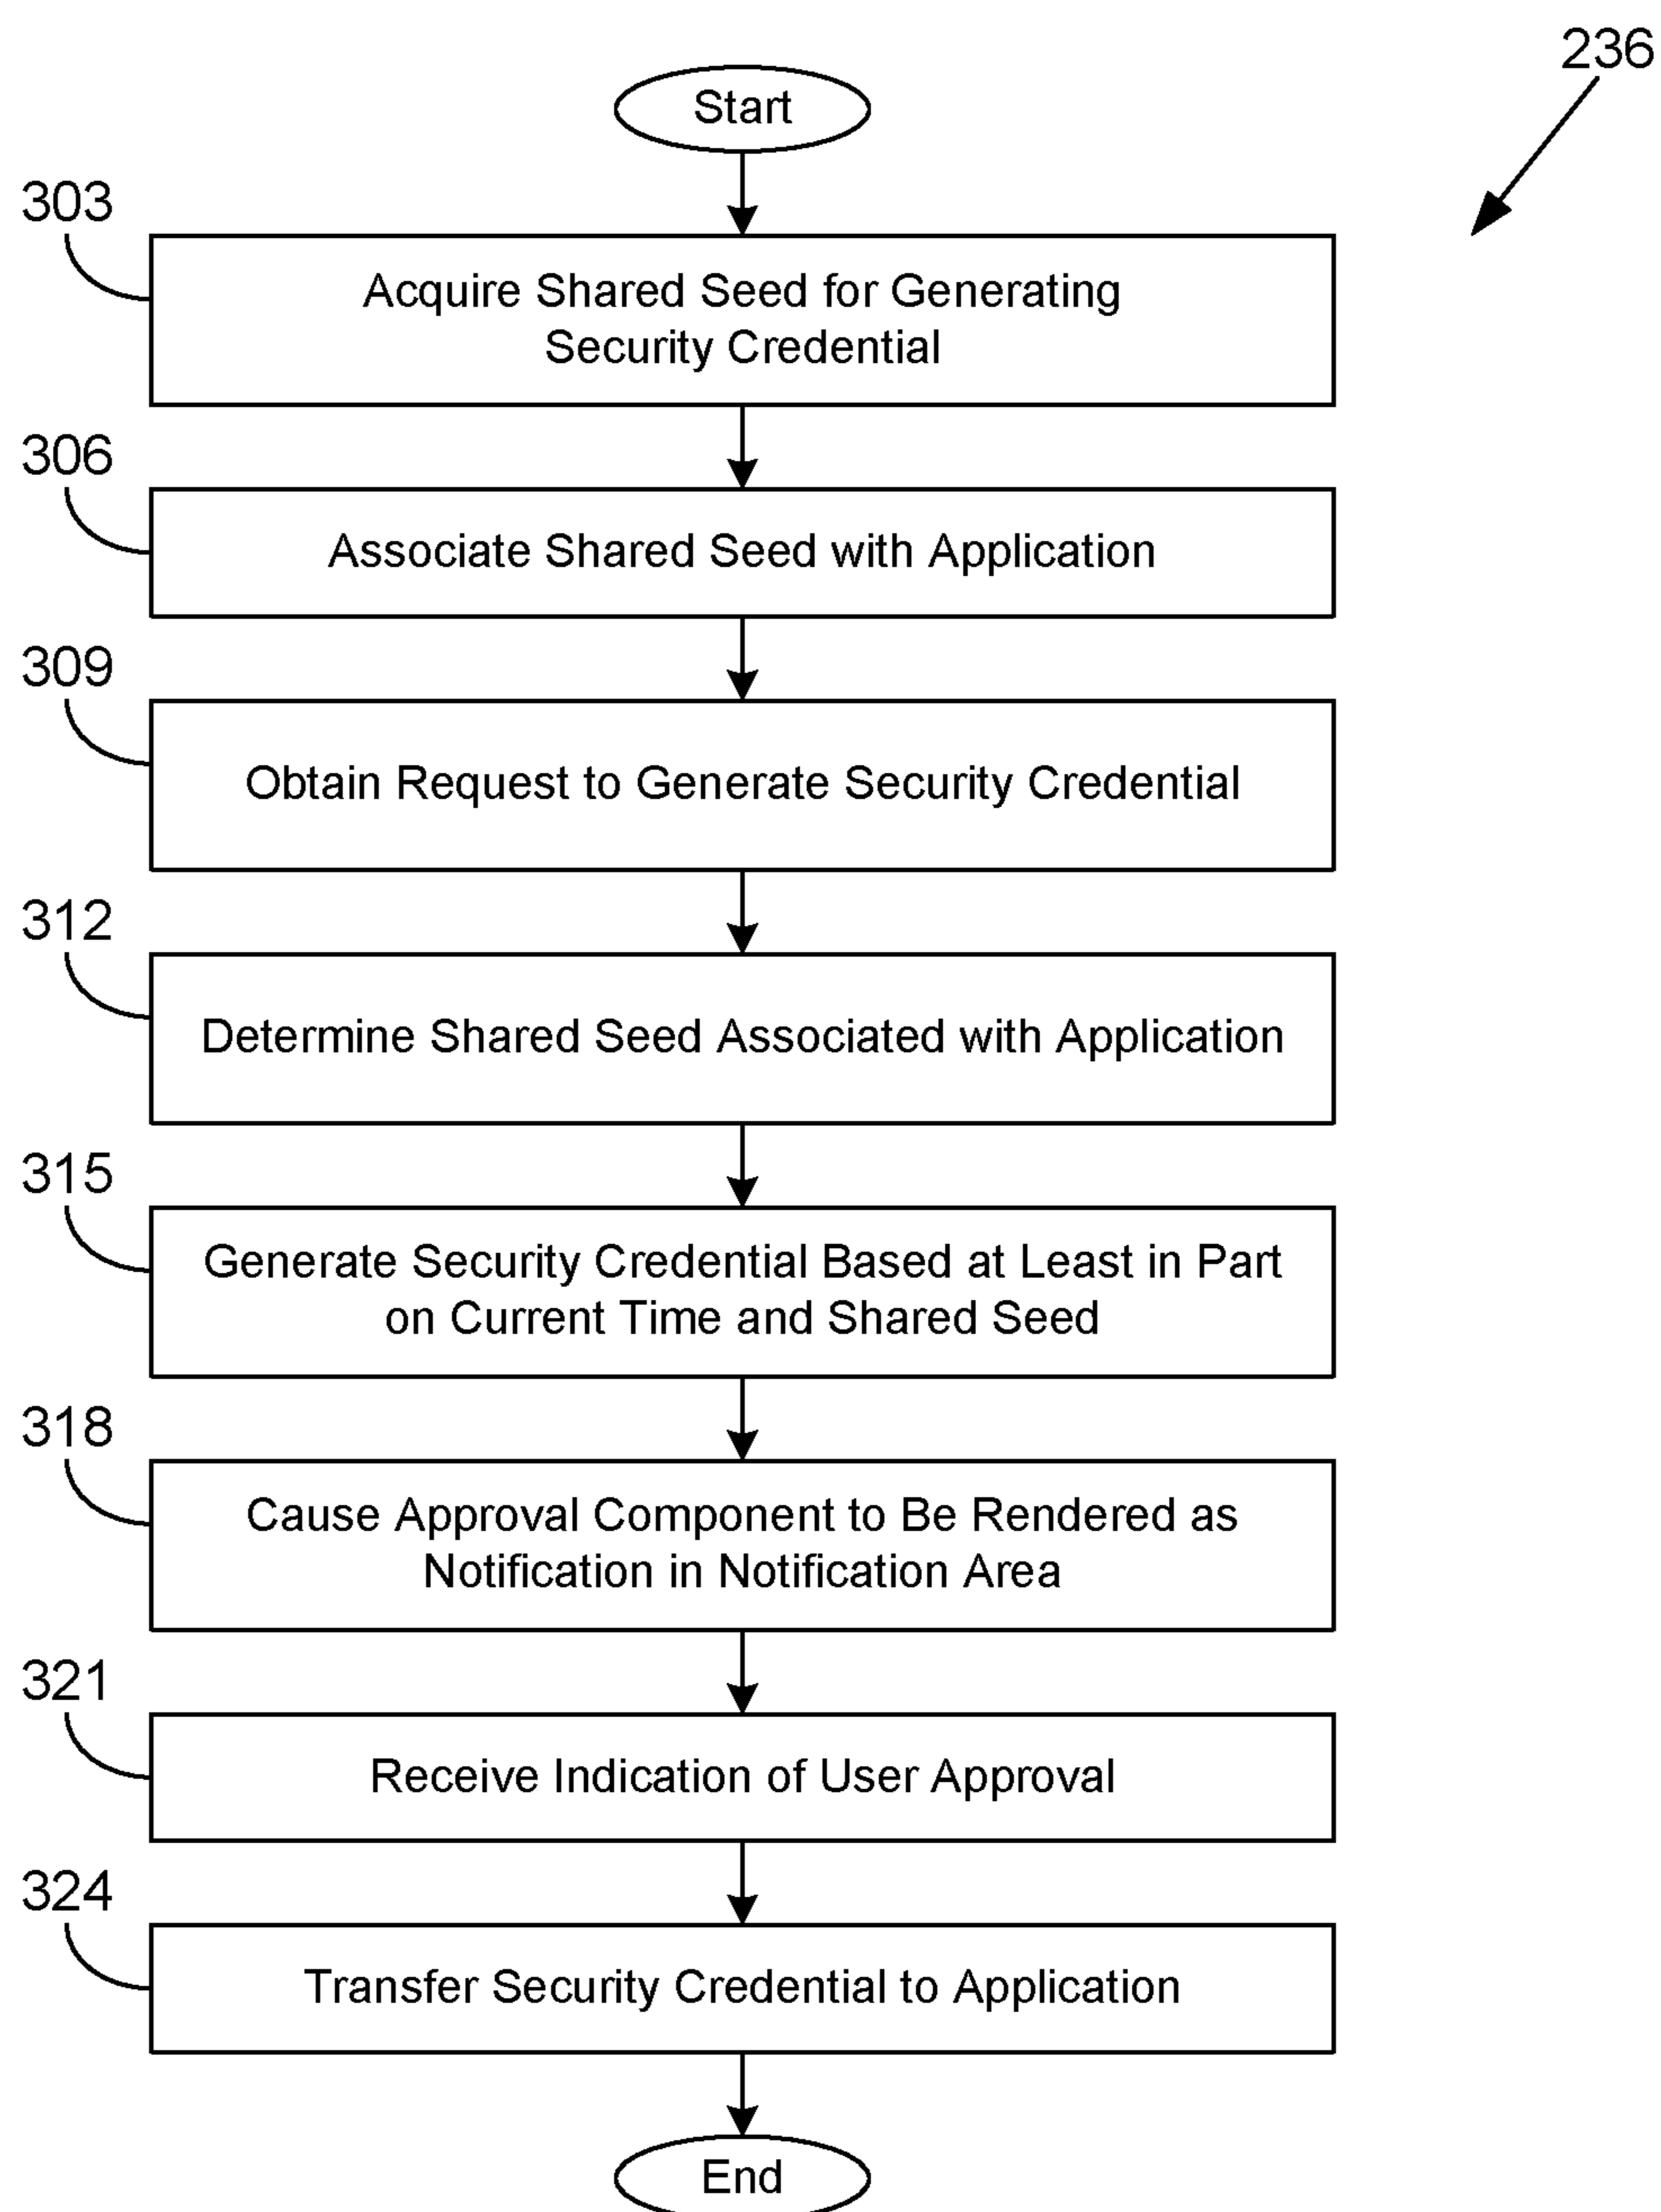 236
Start
303
Acquire Shared Seed for Generating
Security Credential
306
Associate Shared Seed with Application
309
Obtain Request to Generate Security Credential
312
Determine Shared Seed Associated with Application
315
Generate Security Credential Based at Least in Part
on Current Time and Shared Seed
318
Cause Approval Component to Be Rendered as
Notification in Notification Area
321
Receive Indication of User Approval
324
Transfer Security Credential to Application
End